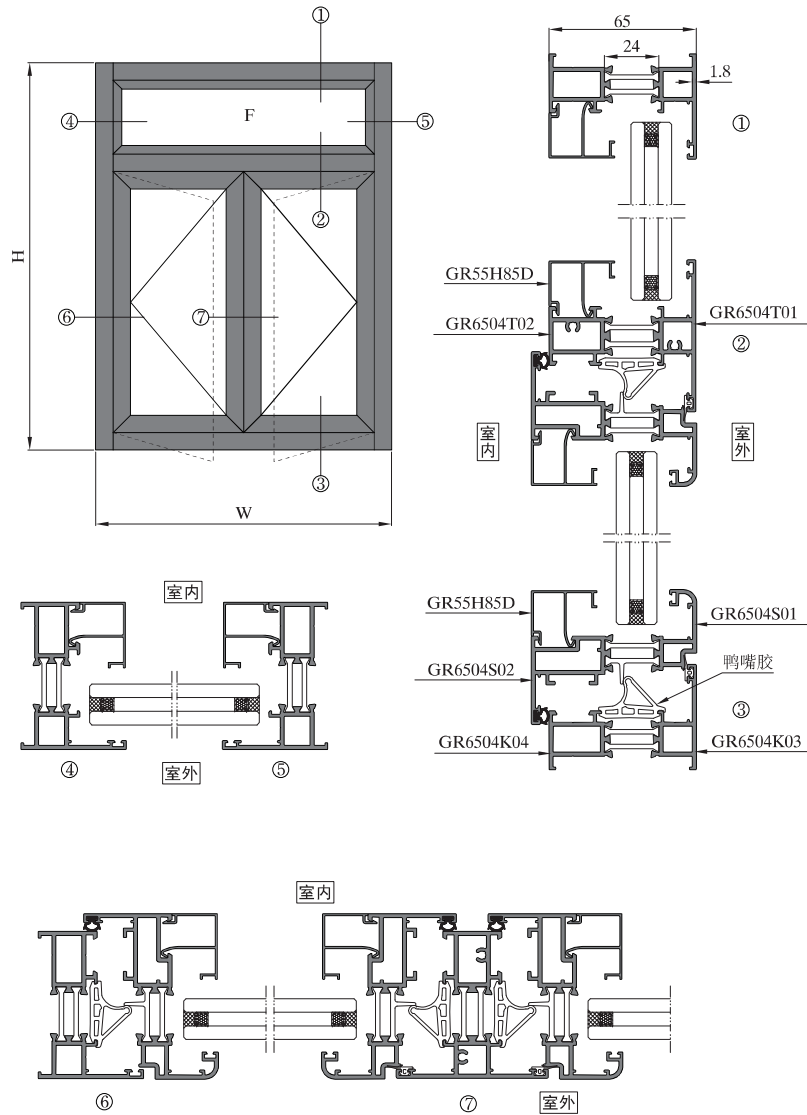 ①
④
F
⑤
②
H
⑥
⑦
③
W
65
24
1.8
①
GR55H85D
GR6504T02
GR6504T01
②
室内
室外
GR55H85D
GR6504S01
GR6504S02
鸭嘴胶
③
GR6504K04
GR6504K03
室内
④
室外
⑤
室内
⑥
⑦
室外